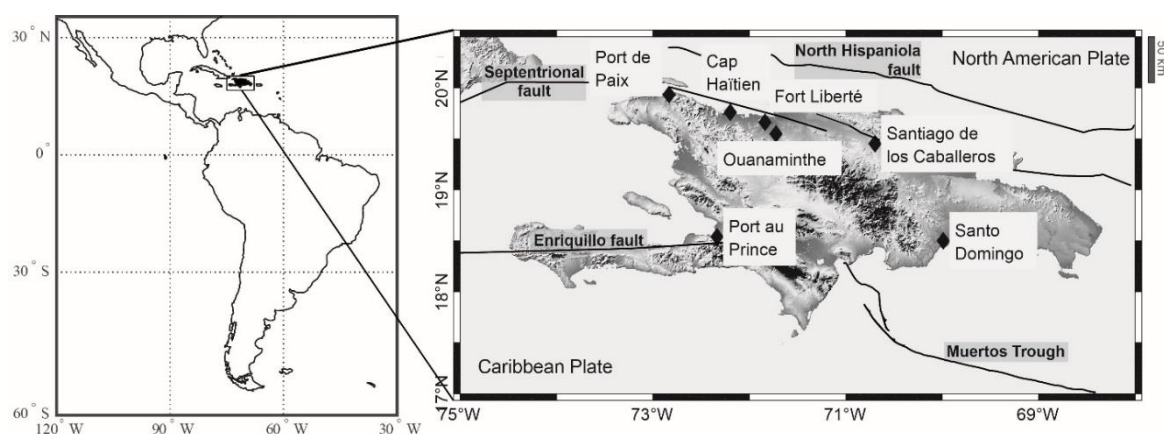 30° N
0°
30° S
60° S
120° W
90° W
60° W
30° W
Port de
Paix
Cap
Haïtien
North Hispaniola
fault
North American Plate
50 km
Septentrional
fault
Fort Liberté
Santiago de
los Caballeros
Ouanaminthe
Port au
Prince
Enriquillo fault
Santo
Domingo
Muertos Trough
Caribbean Plate
20°N
19°N
18°N
17°N
75°W
73°W
71°W
69°W